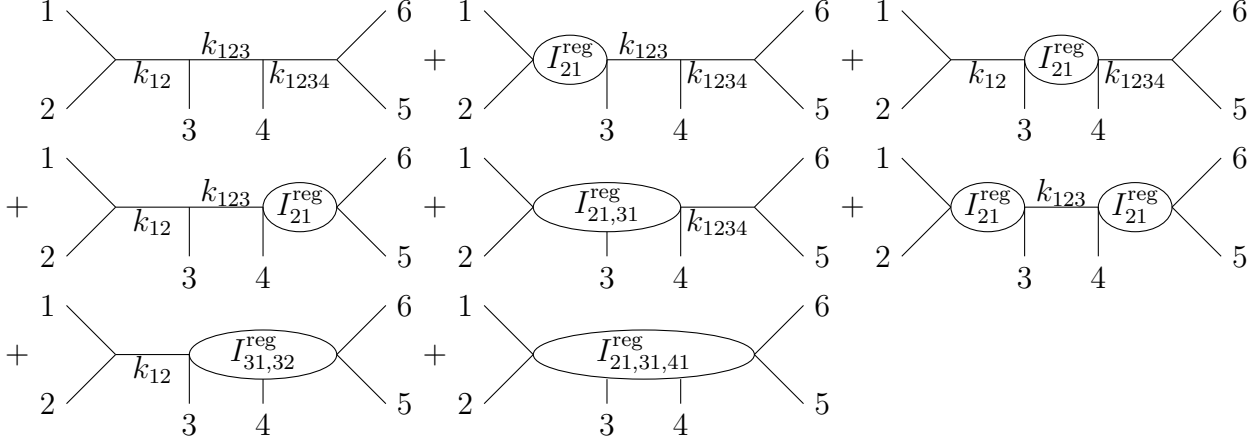 1 6 1 6 1 6
k_{123} + I^{reg}_{21} k_{123} + I^{reg}_{21}
k_{12} k_{1234} k_{1234} k_{12} k_{1234}
2 5 2 5 2 5
3 4 3 4 3 4
1 6 1 6 1 6
+ k_{123} I^{reg}_{21} + I^{reg}_{21,31} + I^{reg}_{21} k_{123} I^{reg}_{21}
k_{12} k_{1234}
2 5 2 5 2 5
3 4 3 4 3 4
1 6 1 6
+ I^{reg}_{31,32} + I^{reg}_{21,31,41}
k_{12}
2 5 2 5
3 4 3 4